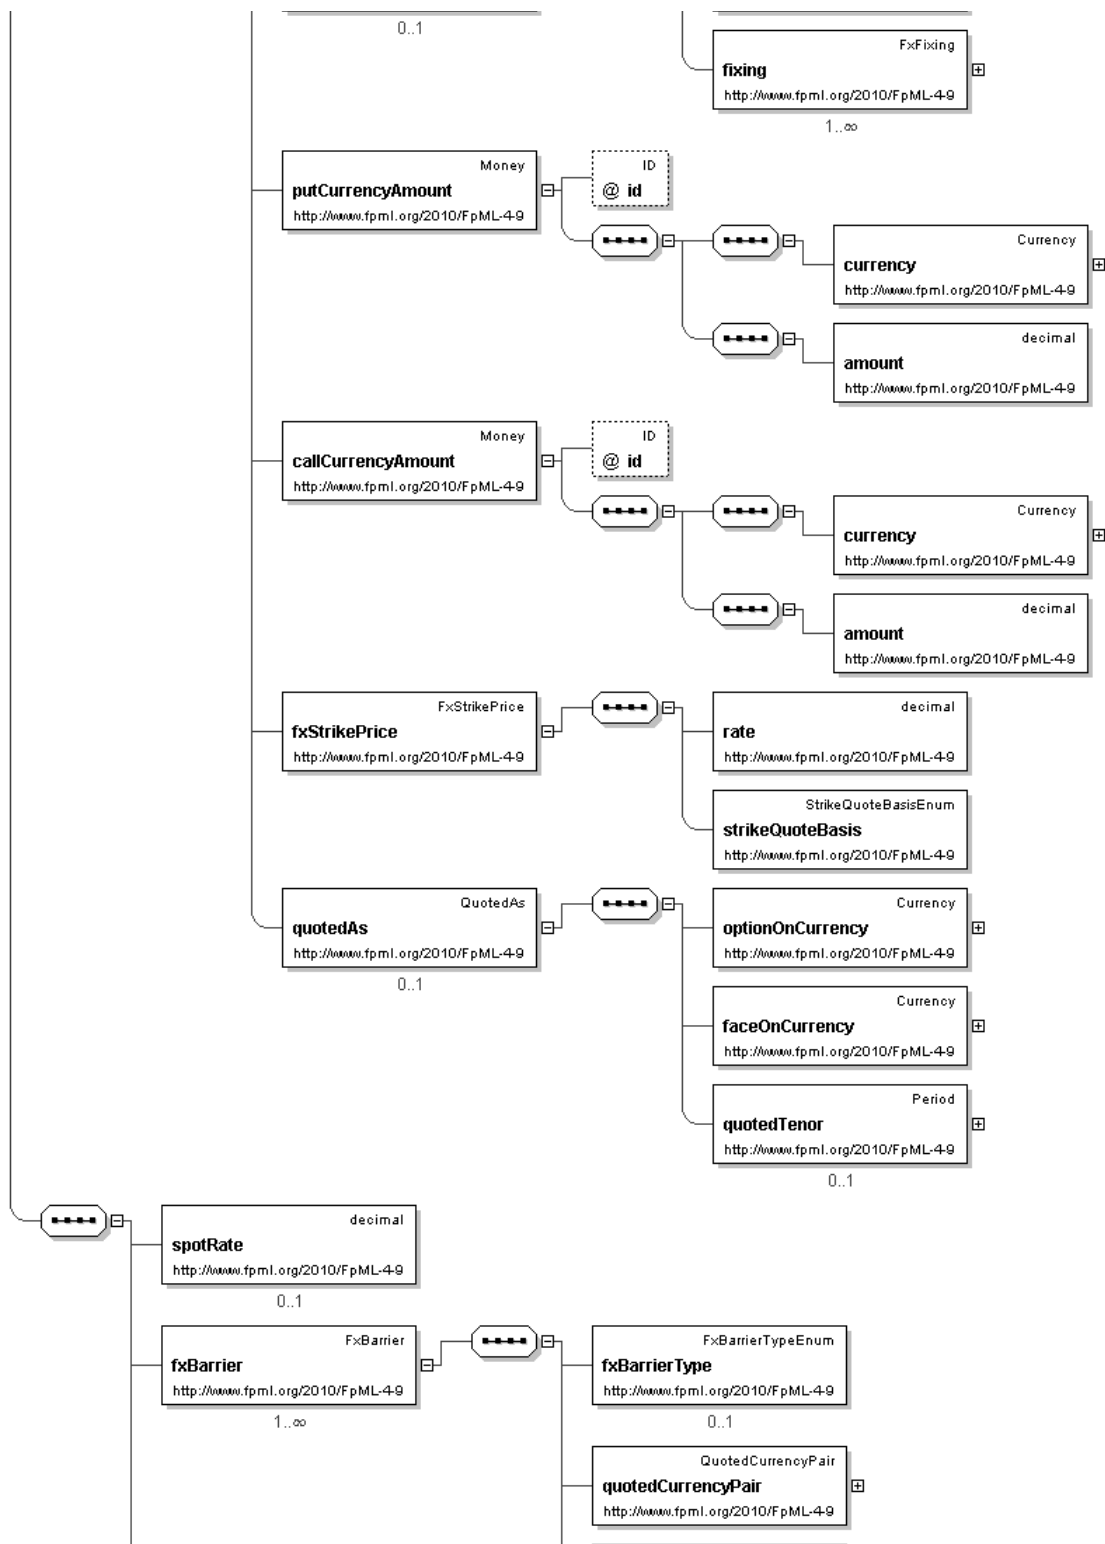 0..1
FxFixing
fixing
http://www.fpml.org/2010/FpML-4-9
1..∞
Money
putCurrencyAmount
http://www.fpml.org/2010/FpML-4-9
ID
@ id
Currency
currency
http://www.fpml.org/2010/FpML-4-9
decimal
amount
http://www.fpml.org/2010/FpML-4-9
Money
callCurrencyAmount
http://www.fpml.org/2010/FpML-4-9
ID
@ id
Currency
currency
http://www.fpml.org/2010/FpML-4-9
decimal
amount
http://www.fpml.org/2010/FpML-4-9
FxStrikePrice
fxStrikePrice
http://www.fpml.org/2010/FpML-4-9
decimal
rate
http://www.fpml.org/2010/FpML-4-9
StrikeQuoteBasisEnum
strikeQuoteBasis
http://www.fpml.org/2010/FpML-4-9
QuotedAs
quotedAs
http://www.fpml.org/2010/FpML-4-9
0..1
Currency
optionOnCurrency
http://www.fpml.org/2010/FpML-4-9
Currency
faceOnCurrency
http://www.fpml.org/2010/FpML-4-9
Period
quotedTenor
http://www.fpml.org/2010/FpML-4-9
0..1
decimal
spotRate
http://www.fpml.org/2010/FpML-4-9
0..1
FxBarrier
fxBarrier
http://www.fpml.org/2010/FpML-4-9
1..∞
FxBarrierTypeEnum
fxBarrierType
http://www.fpml.org/2010/FpML-4-9
0..1
QuotedCurrencyPair
quotedCurrencyPair
http://www.fpml.org/2010/FpML-4-9